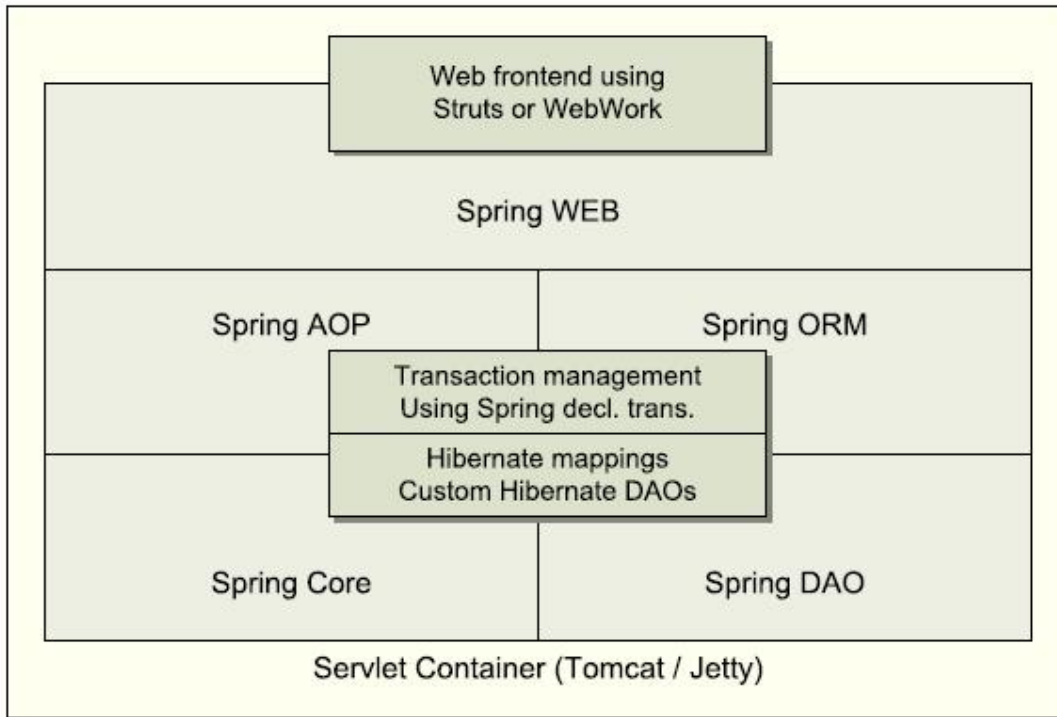 Web frontend using
Struts or WebWork
Spring WEB
Spring AOP
Spring ORM
Transaction management
Using Spring decl. trans.
Hibernate mappings
Custom Hibernate DAOs
Spring Core
Spring DAO
Servlet Container (Tomcat / Jetty)